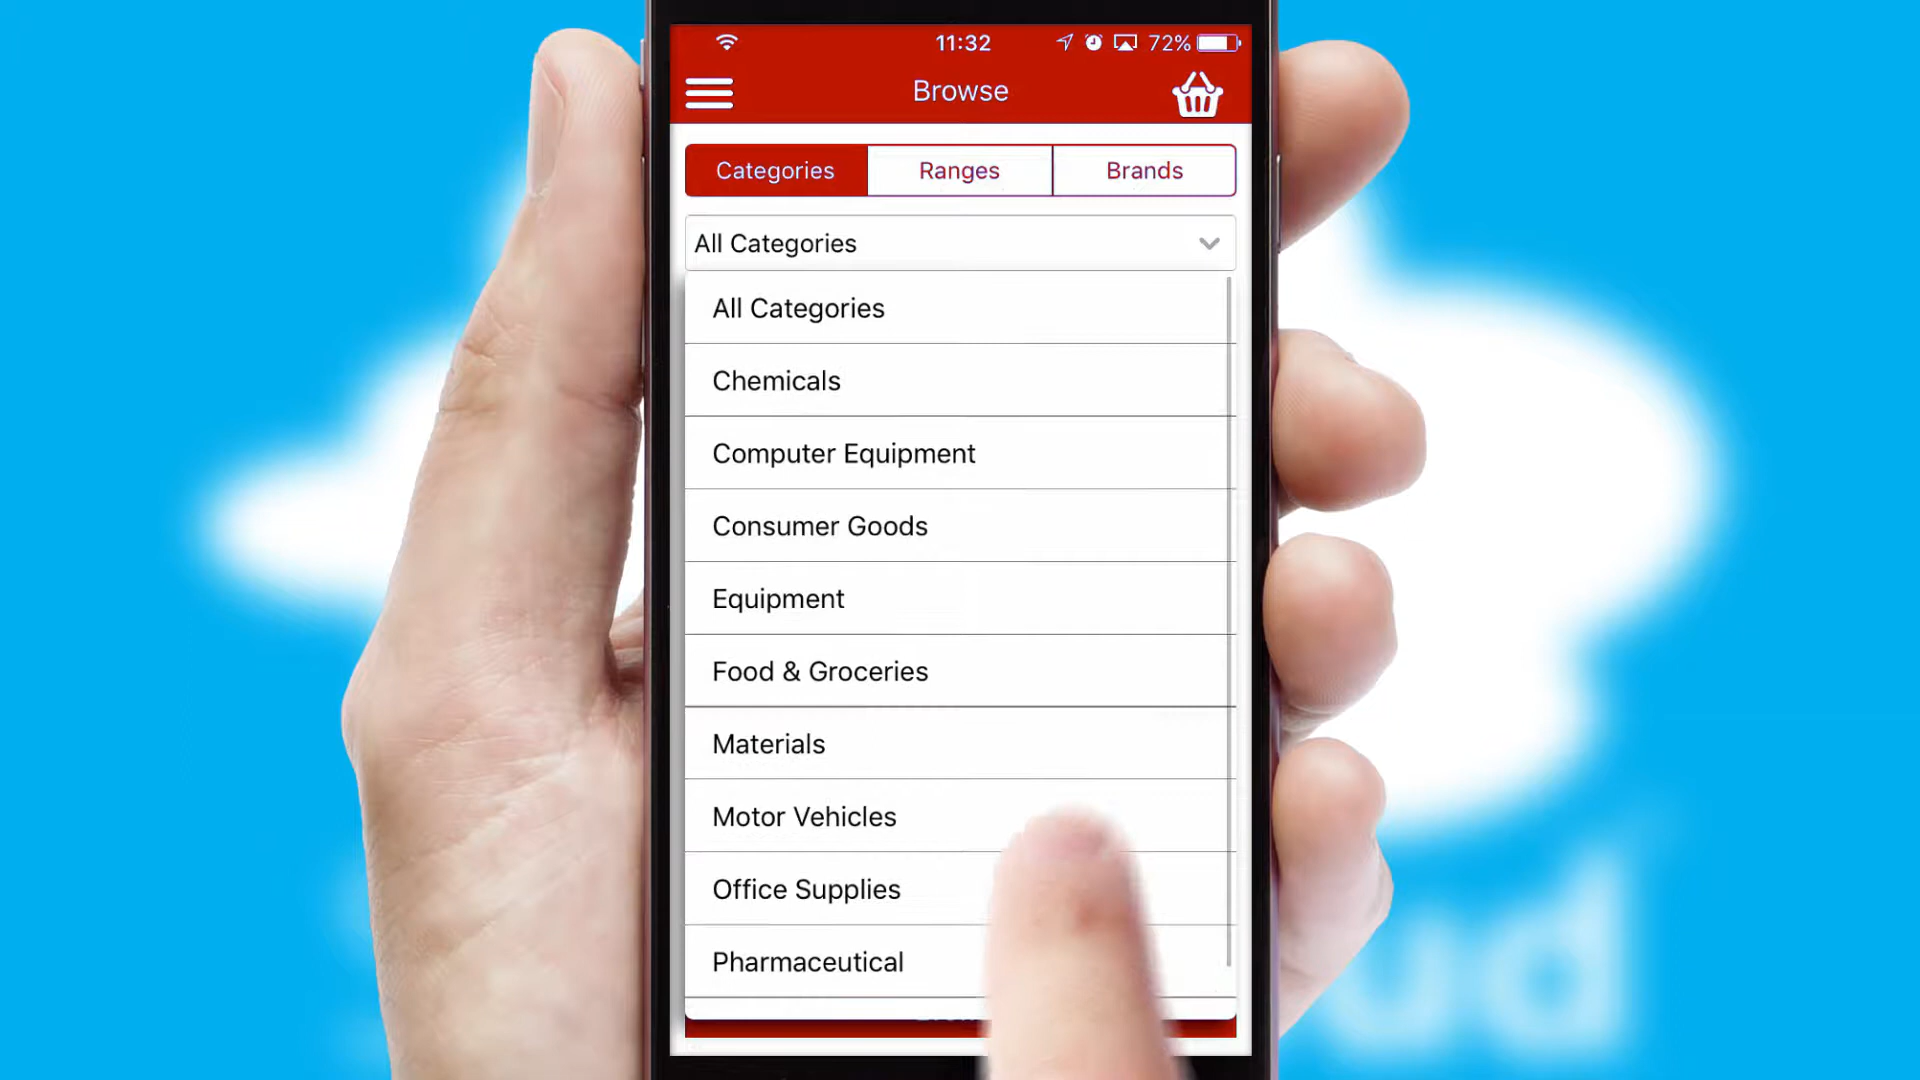 11:32 72%
Browse
Categories Ranges Brands
All Categories
All Categories
Chemicals
Computer Equipment
Consumer Goods
Equipment
Food & Groceries
Materials
Motor Vehicles
Office Supplies
Pharmaceutical